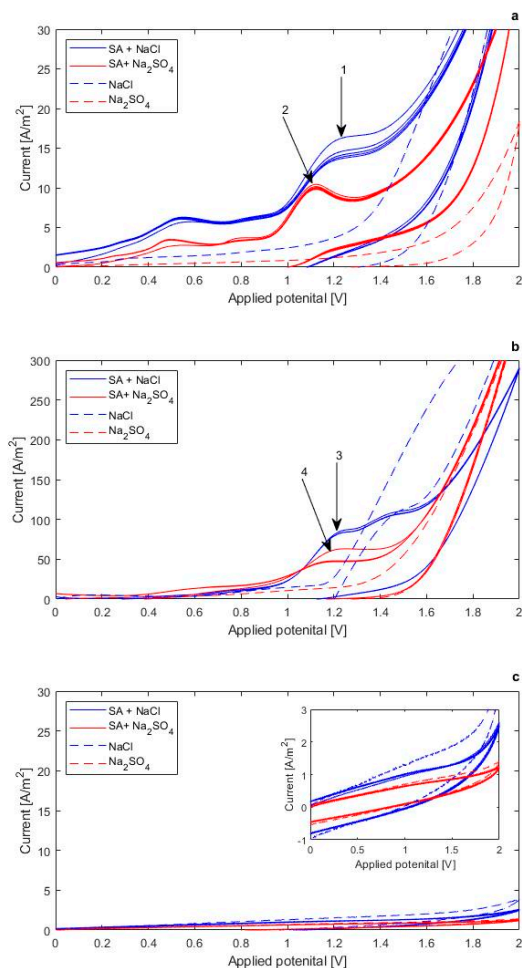 a
30
25
20
15
10
5
0
Current [A/m²]
SA + NaCl
SA+ Na₂SO₄
NaCl
Na₂SO₄
1
2
0 0.2 0.4 0.6 0.8 1 1.2 1.4 1.6 1.8 2
Applied potenital [V]
b
300
250
200
150
100
50
0
Current [A/m²]
SA + NaCl
SA+ Na₂SO₄
NaCl
Na₂SO₄
4 3
0 0.2 0.4 0.6 0.8 1 1.2 1.4 1.6 1.8 2
Applied potenital [V]
c
30
25
20
15
10
5
0
Current [A/m²]
SA + NaCl
SA+ Na₂SO₄
NaCl
Na₂SO₄
3
2
1
0
-1
Current [A/m²]
0 0.5 1 1.5 2
Applied potenital [V]
0 0.2 0.4 0.6 0.8 1 1.2 1.4 1.6 1.8 2
Applied potenital [V]